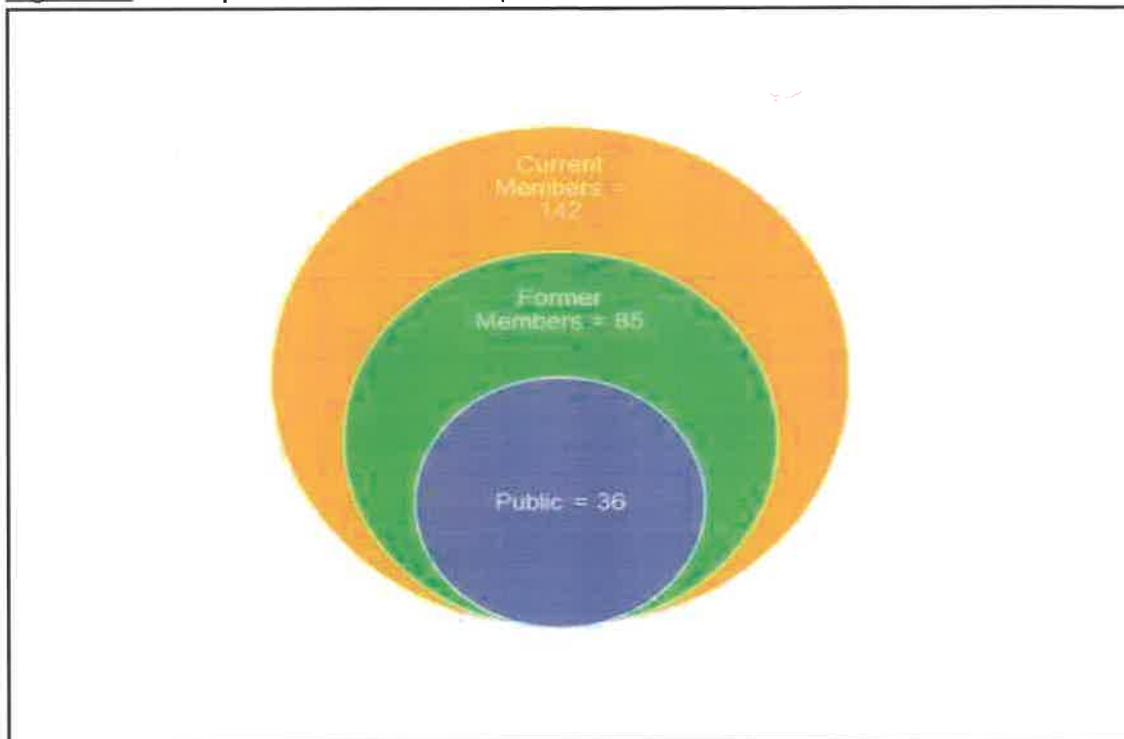 Current
Members =
142
Former
Members = 85
Public = 36